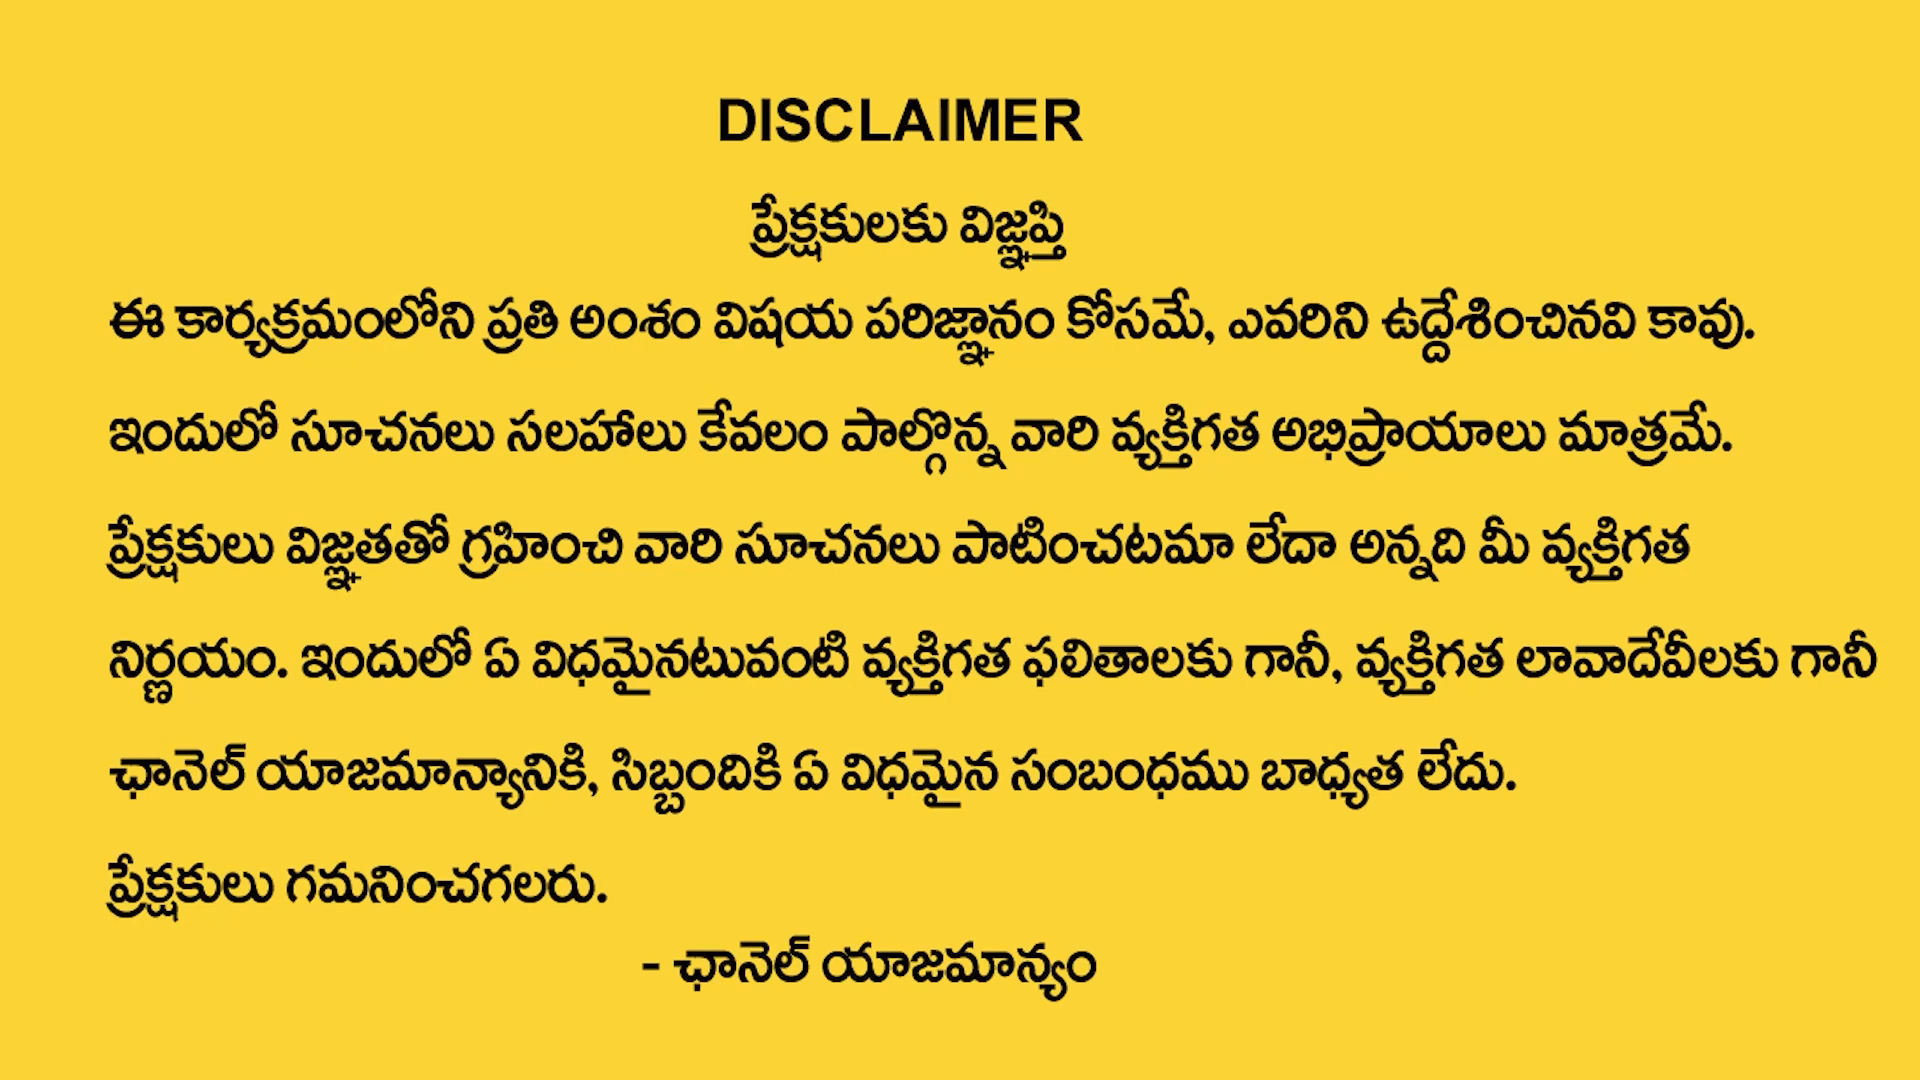 DISCLAIMER
ప్రేక్షకులకు విజ్ఞప్తి
ఈ కార్యక్రమంలోని ప్రతి అంశం విషయ పరిజ్ఞానం కోసమే, ఎవరిని ఉద్దేశించినవి కావు.
ఇందులో సూచనలు సలహాలు కేవలం పాల్గొన్న వారి వ్యక్తిగత అభిప్రాయాలు మాత్రమే.
ప్రేక్షకులు విజ్ఞతతో గ్రహించి వారి సూచనలు పాటించటమా లేదా అన్నది మీ వ్యక్తిగత
నిర్ణయం. ఇందులో ఏ విధమైనటువంటి వ్యక్తిగత ఫలితాలకు గానీ, వ్యక్తిగత లావాదేవీలకు గానీ
ఛానెల్ యాజమాన్యానికి, సిబ్బందికి ఏ విధమైన సంబంధము బాధ్యత లేదు.
ప్రేక్షకులు గమనించగలరు.
- ఛానెల్ యాజమాన్యం